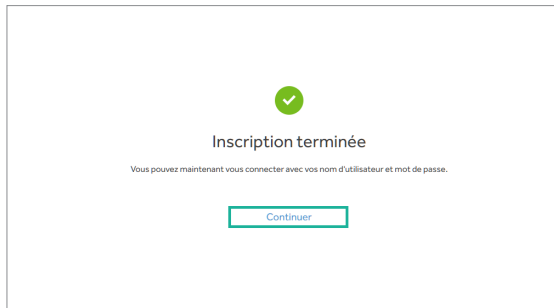 Inscription terminée
Vous pouvez maintenant vous connecter avec vos nom d'utilisateur et mot de passe.
Continuer